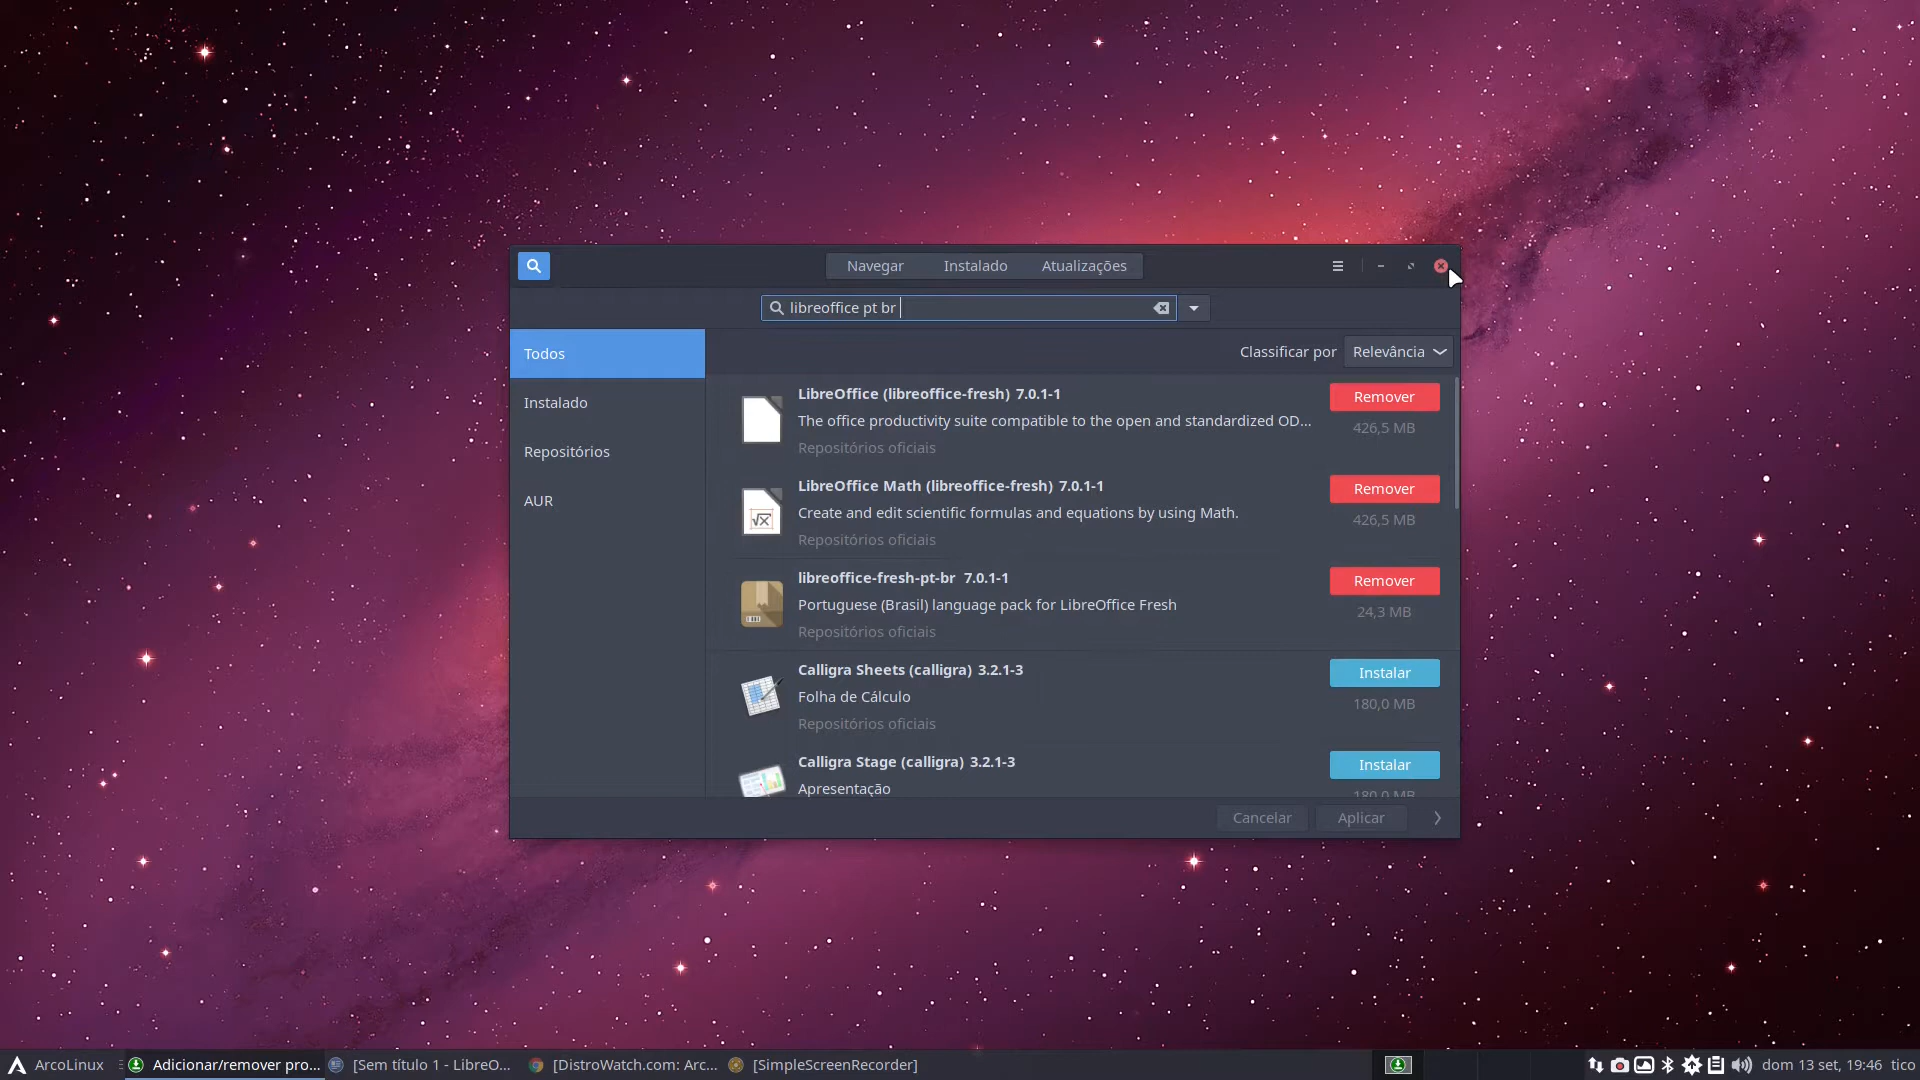 Navegar Instalado Atualizações
libreoffice pt br
Todos
Classificar por Relevância
Instalado
Repositórios
AUR
LibreOffice (libreoffice-fresh) 7.0.1-1
Remover
The office productivity suite compatible to the open and standardized OD...
426,5 MB
Repositórios oficiais
LibreOffice Math (libreoffice-fresh) 7.0.1-1
Remover
Create and edit scientific formulas and equations by using Math.
426,5 MB
Repositórios oficiais
libreoffice-fresh-pt-br 7.0.1-1
Remover
Portuguese (Brasil) language pack for LibreOffice Fresh
24,3 MB
Repositórios oficiais
Calligra Sheets (calligra) 3.2.1-3
Instalar
Folha de Cálculo
180,0 MB
Repositórios oficiais
Calligra Stage (calligra) 3.2.1-3
Instalar
Apresentação
180,0 MB
Cancelar Aplicar
ArcoLinux Adicionar/remover pro... [Sem título 1 - LibreO... [DistroWatch.com: Arc... [SimpleScreenRecorder] dom 13 set, 19:46 tico